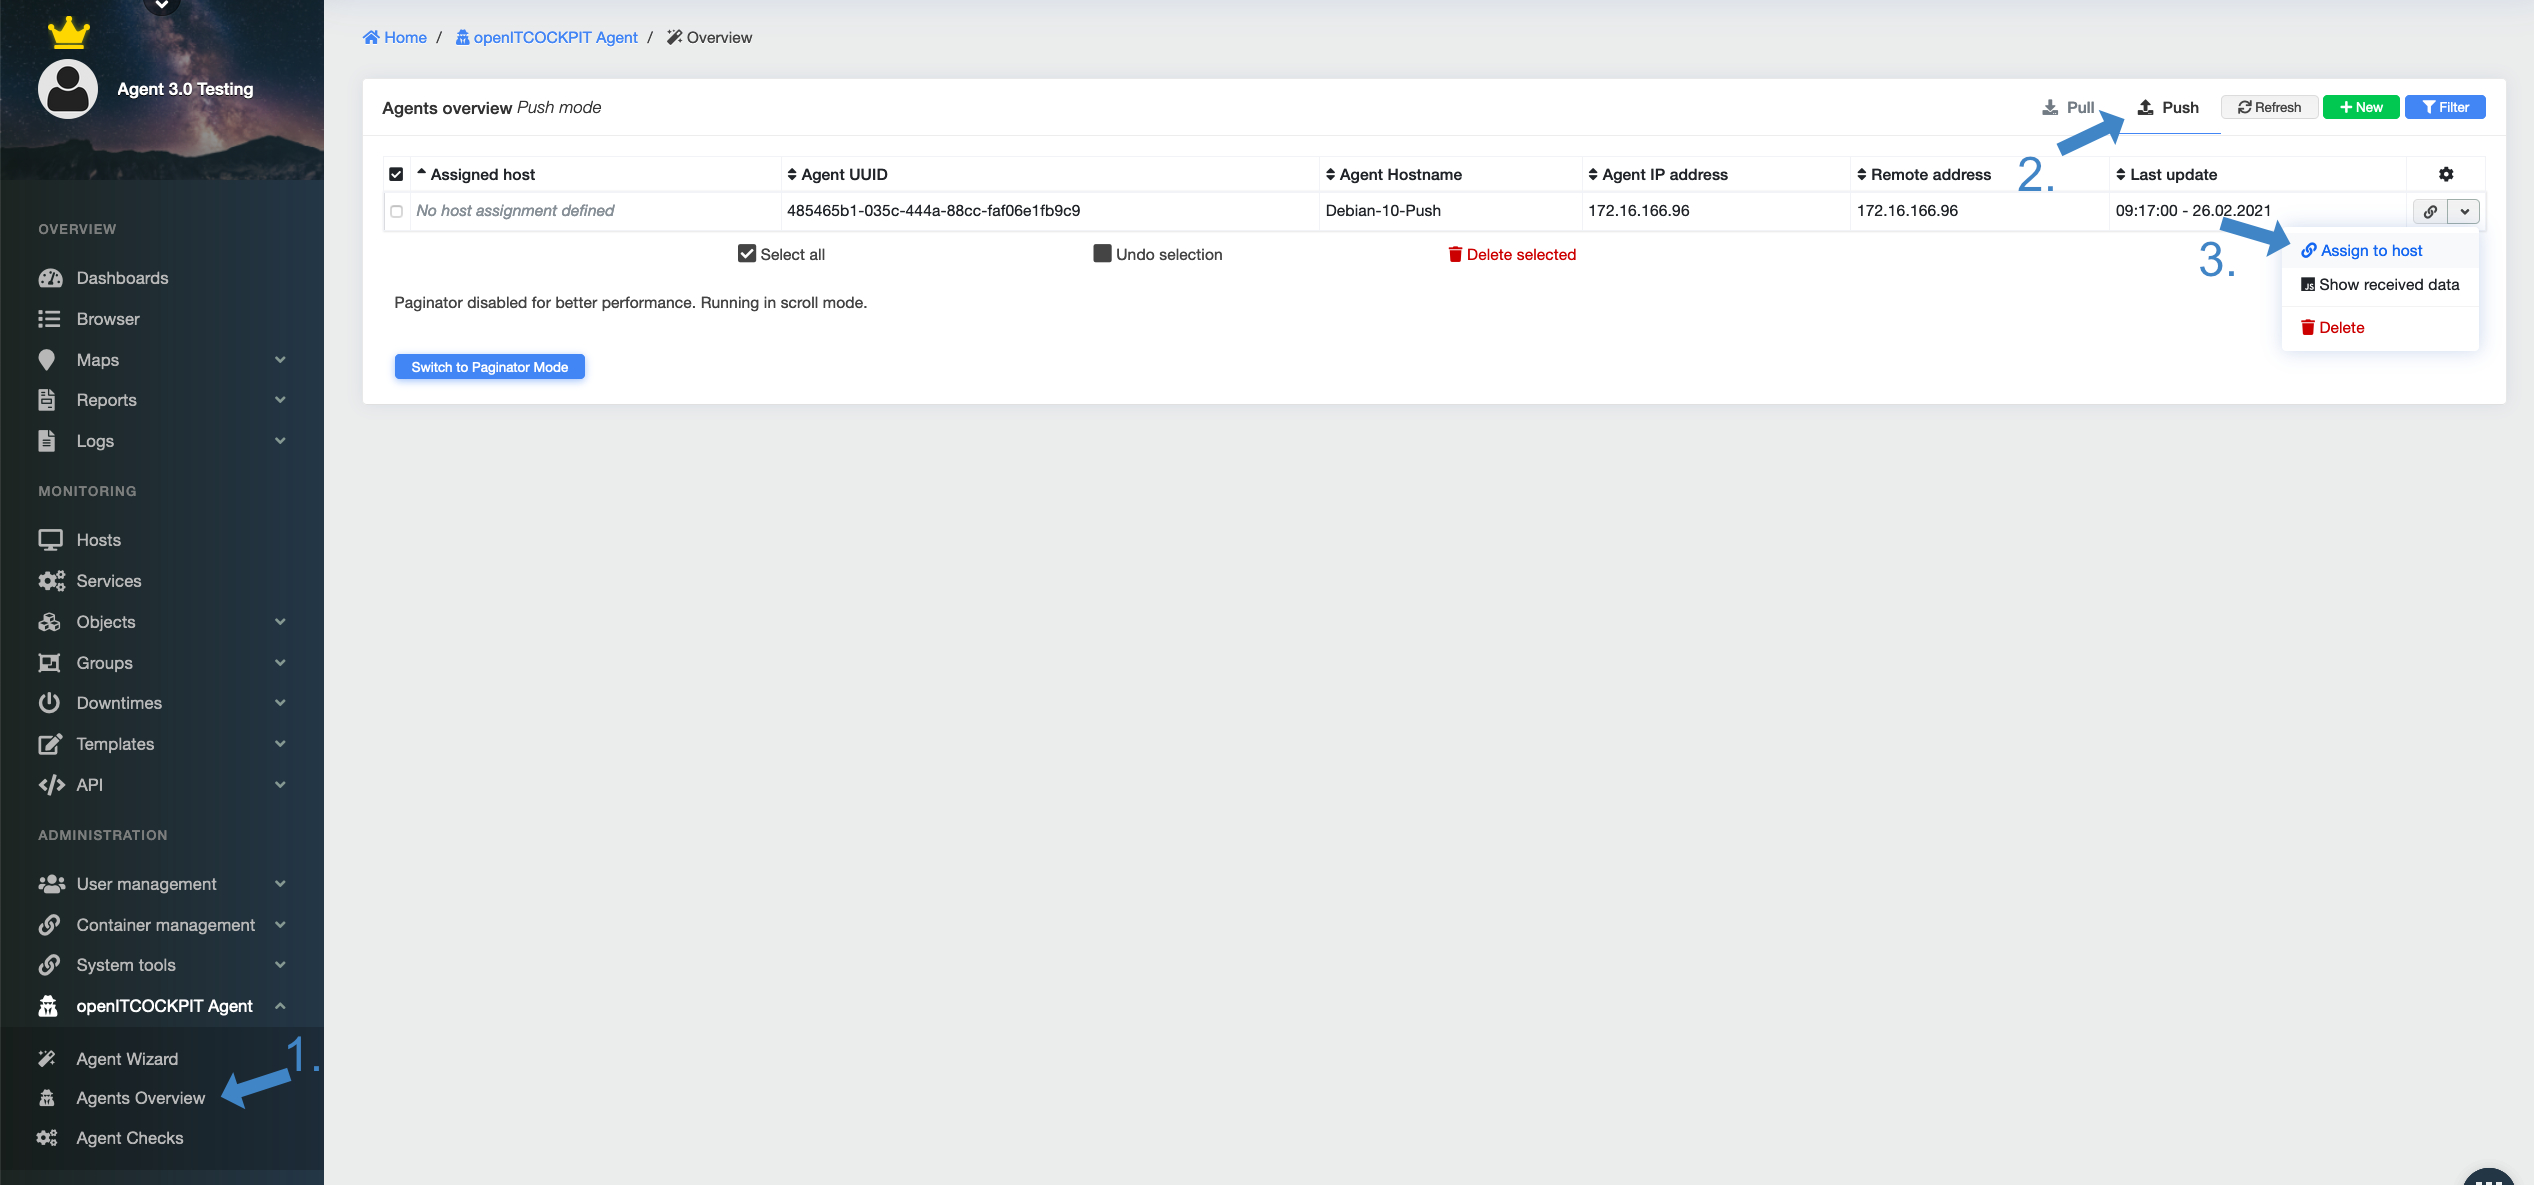 Agent 3.0 Testing
OVERVIEW
Dashboards
Browser
Maps
Reports
Logs
MONITORING
Hosts
Services
Objects
Groups
Downtimes
Templates
API
ADMINISTRATION
User management
Container management
System tools
openITCOCKPIT Agent
1.
Agent Wizard
Agents Overview
Agent Checks
Home / openITCOCKPIT Agent / Overview
Agents overview Push mode
Pull Push Refresh New Filter
2.
Assigned host Agent UUID Agent Hostname Agent IP address Remote address Last update
No host assignment defined 485465b1-035c-444a-88cc-faf06e1fb9c9 Debian-10-Push 172.16.166.96 172.16.166.96 09:17:00 - 26.02.2021
Select all Undo selection Delete selected
3.
Assign to host
JS Show received data
Delete
Paginator disabled for better performance. Running in scroll mode.
Switch to Paginator Mode